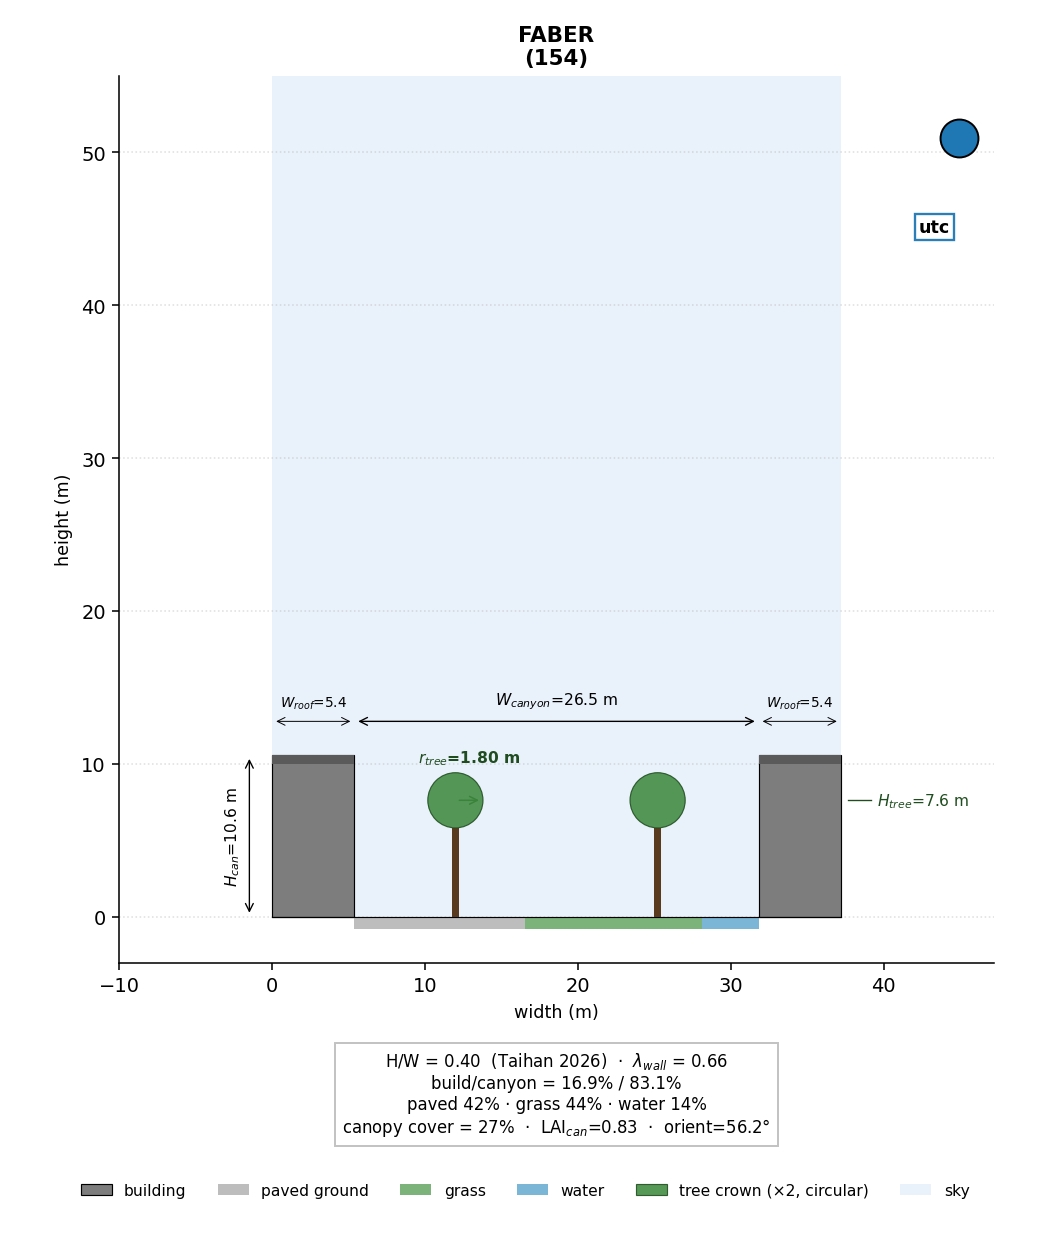 FABER
(154)
50
utc
40
30
height (m)
20
W_roof=5.4
W_canyon=26.5 m
W_roof=5.4
r_tree=1.80 m
10
H_can=10.6 m
H_tree=7.6 m
0
−10 0 10 20 30 40
width (m)
H/W = 0.40 (Taihan 2026) · λ_wall = 0.66
build/canyon = 16.9% / 83.1%
paved 42% · grass 44% · water 14%
canopy cover = 27% · LAI_can=0.83 · orient=56.2°
building paved ground grass water tree crown (×2, circular) sky